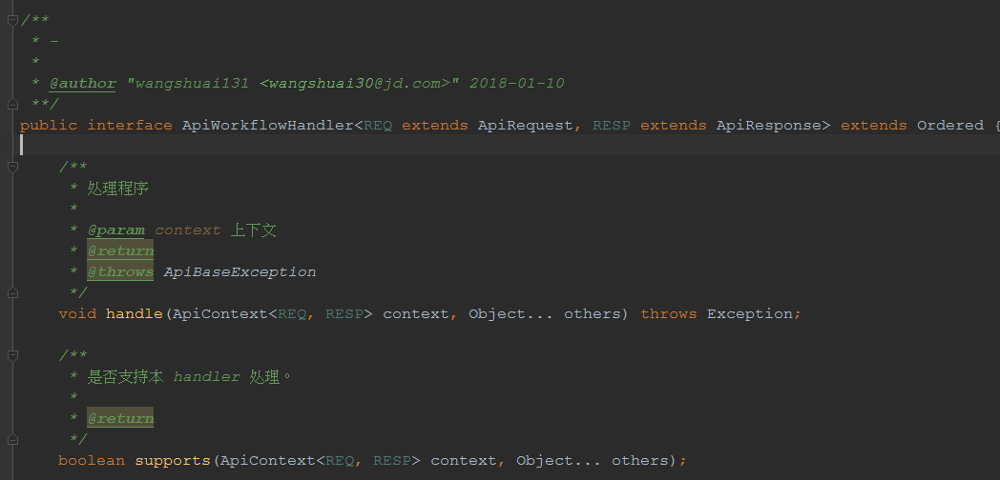 /**
 * -
 *
 * @author "wangshuai131 <wangshuai30@jd.com>" 2018-01-10
 **/
public interface ApiWorkflowHandler<REQ extends ApiRequest, RESP extends ApiResponse> extends Ordered {
/**
 * 处理程序
 *
 * @param context 上下文
 * @return
 * @throws ApiBaseException
 */
void handle(ApiContext<REQ, RESP> context, Object... others) throws Exception;
/**
 * 是否支持本 handler 处理。
 *
 * @return
 */
boolean supports(ApiContext<REQ, RESP> context, Object... others);